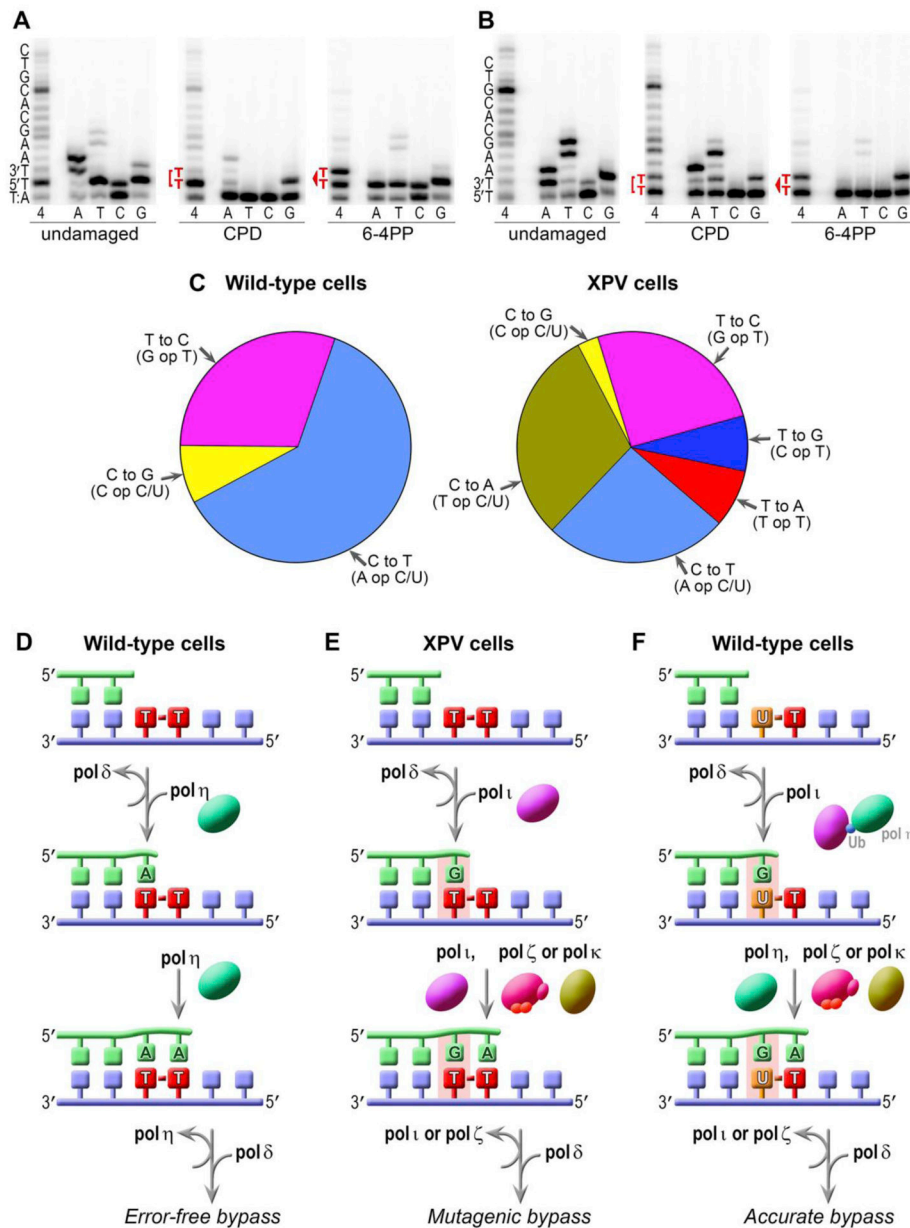 A
C
T
G
C
A
C
G
A
A
3′T
5′T
T:A
4 A T C G
undamaged
T
T
4 A T C G
CPD
T
T
4 A T C G
6-4PP
B
C
T
G
C
A
C
G
A
A
3′T
5′T
4 A T C G
undamaged
T
T
4 A T C G
CPD
T
T
4 A T C G
6-4PP
C
Wild-type cells
T to C
(G op T)
C to G
(C op C/U)
C to T
(A op C/U)
XPV cells
C to G
(C op C/U)
T to C
(G op T)
T to G
(C op T)
C to A
(T op C/U)
T to A
(T op T)
C to T
(A op C/U)
D Wild-type cells
5′
T T
3′ 5′
pol δ
pol η
5′
A
T T
3′ 5′
pol η
5′
A A
T T
3′ 5′
pol η
pol δ
Error-free bypass
E XPV cells
5′
T T
3′ 5′
pol δ
pol ι
5′
G
T T
3′ 5′
pol ι, pol ζ or pol κ
5′
G A
T T
3′ 5′
pol ι or pol ζ
pol δ
Mutagenic bypass
F Wild-type cells
5′
U T
3′ 5′
pol δ
pol ι
Ub pol η
5′
G
U T
3′ 5′
pol η, pol ζ or pol κ
5′
G A
U T
3′ 5′
pol ι or pol ζ
pol δ
Accurate bypass